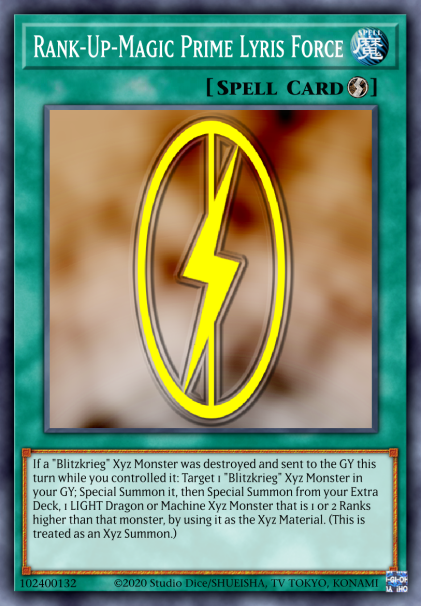 Rank-Up-Magic Prime Lyris Force
SPELL
魔
[Spell Card]
If a "Blitzkrieg" Xyz Monster was destroyed and sent to the GY this
turn while you controlled it: Target 1 "Blitzkrieg" Xyz Monster in
your GY; Special Summon it, then Special Summon from your Extra
Deck, 1 LIGHT Dragon or Machine Xyz Monster that is 1 or 2 Ranks
higher than that monster, by using it as the Xyz Material. (This is
treated as an Xyz Summon.)
102400132 ©2020 Studio Dice/SHUEISHA, TV TOKYO, KONAMI